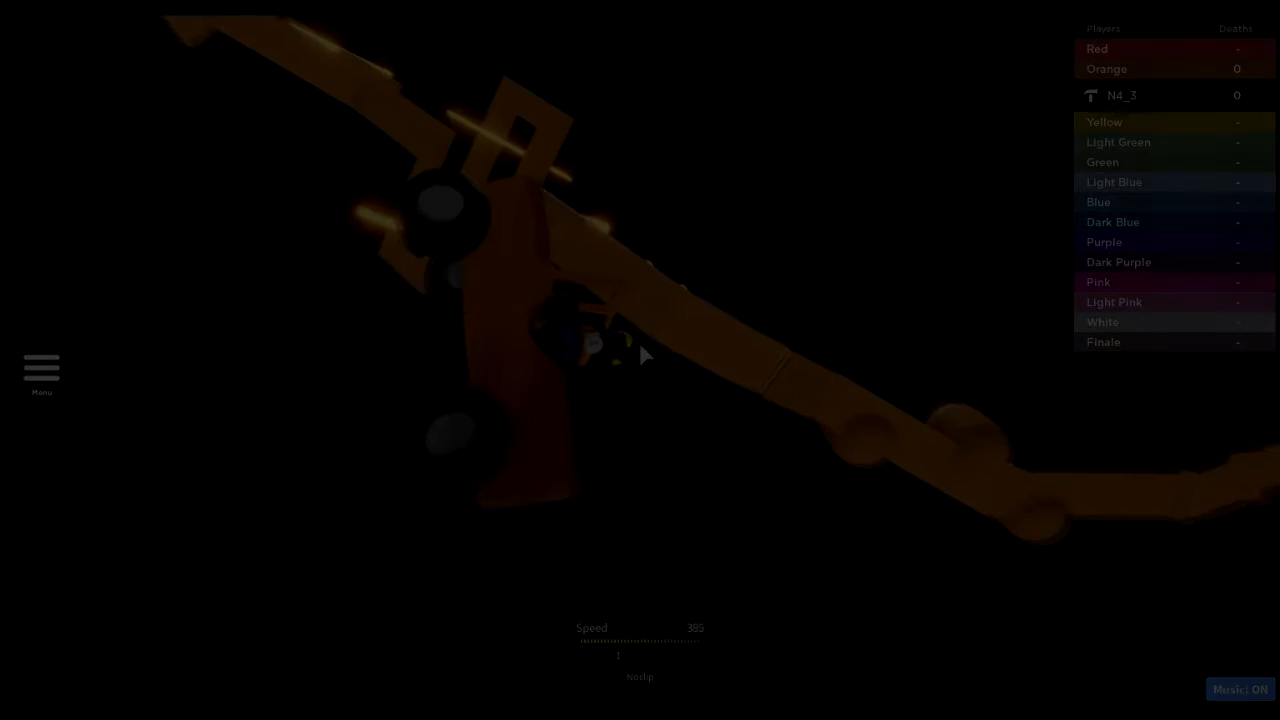 Players Deaths
Red -
Orange 0
N4_3 0
Yellow -
Light Green -
Green -
Light Blue -
Blue -
Dark Blue -
Purple -
Dark Purple -
Pink -
Light Pink -
White -
Finale -
Menu
Speed 385
1
Noclip
Music: ON